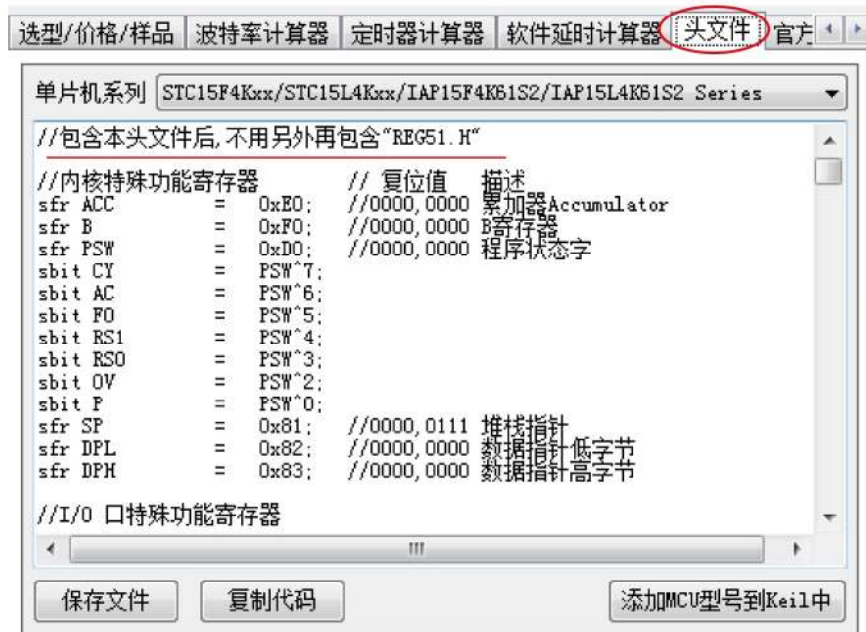 选型/价格/样品 波特率计算器 定时器计算器 软件延时计算器 头文件 官方
单片机系列 STC15F4Kxx/STC15L4Kxx/IAP15F4K61S2/IAP15L4K61S2 Series
//包含本头文件后,不用另外再包含"REG51.H"
//内核特殊功能寄存器 // 复位值 描述
sfr ACC = 0xE0; //0000,0000 累加器Accumulator
sfr B = 0xF0; //0000,0000 B寄存器
sfr PSW = 0xD0; //0000,0000 程序状态字
sbit CY = PSW^7;
sbit AC = PSW^6;
sbit F0 = PSW^5;
sbit RS1 = PSW^4;
sbit RS0 = PSW^3;
sbit OV = PSW^2;
sbit P = PSW^0;
sfr SP = 0x81; //0000,0111 堆栈指针
sfr DPL = 0x82; //0000,0000 数据指针低字节
sfr DPH = 0x83; //0000,0000 数据指针高字节
//I/O 口特殊功能寄存器
保存文件 复制代码 添加MCU型号到Keil中